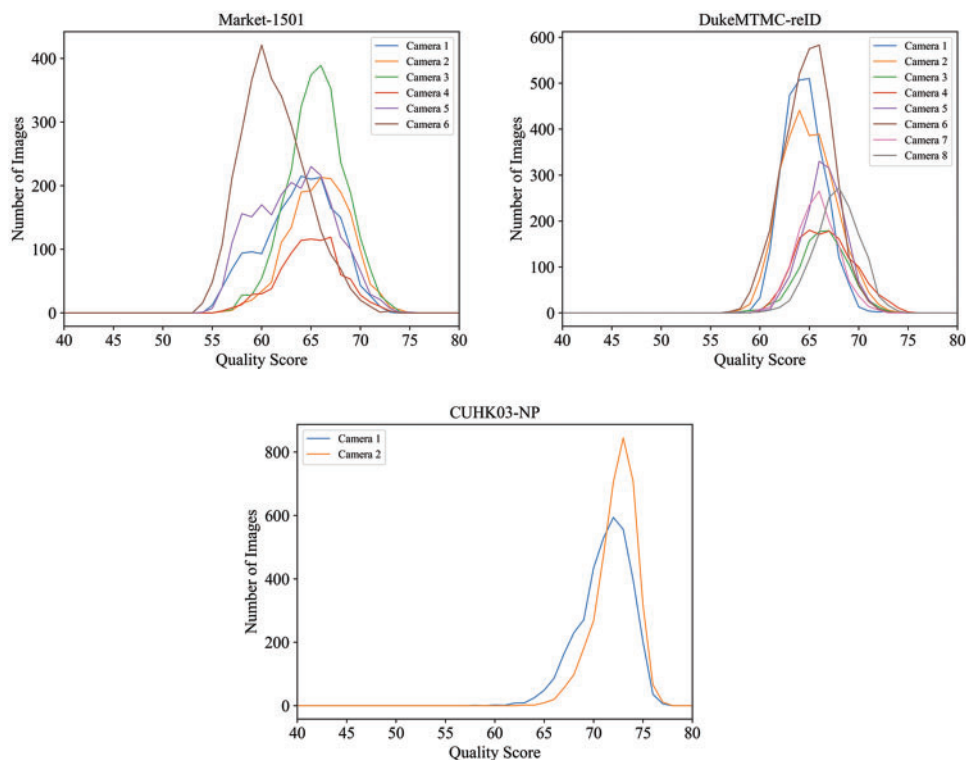 Market-1501
Number of Images
400
300
200
100
0
40 45 50 55 60 65 70 75 80
Quality Score
Camera 1
Camera 2
Camera 3
Camera 4
Camera 5
Camera 6
DukeMTMC-reID
Number of Images
600
500
400
300
200
100
0
40 45 50 55 60 65 70 75 80
Quality Score
Camera 1
Camera 2
Camera 3
Camera 4
Camera 5
Camera 6
Camera 7
Camera 8
CUHK03-NP
Number of Images
800
600
400
200
0
40 45 50 55 60 65 70 75 80
Quality Score
Camera 1
Camera 2